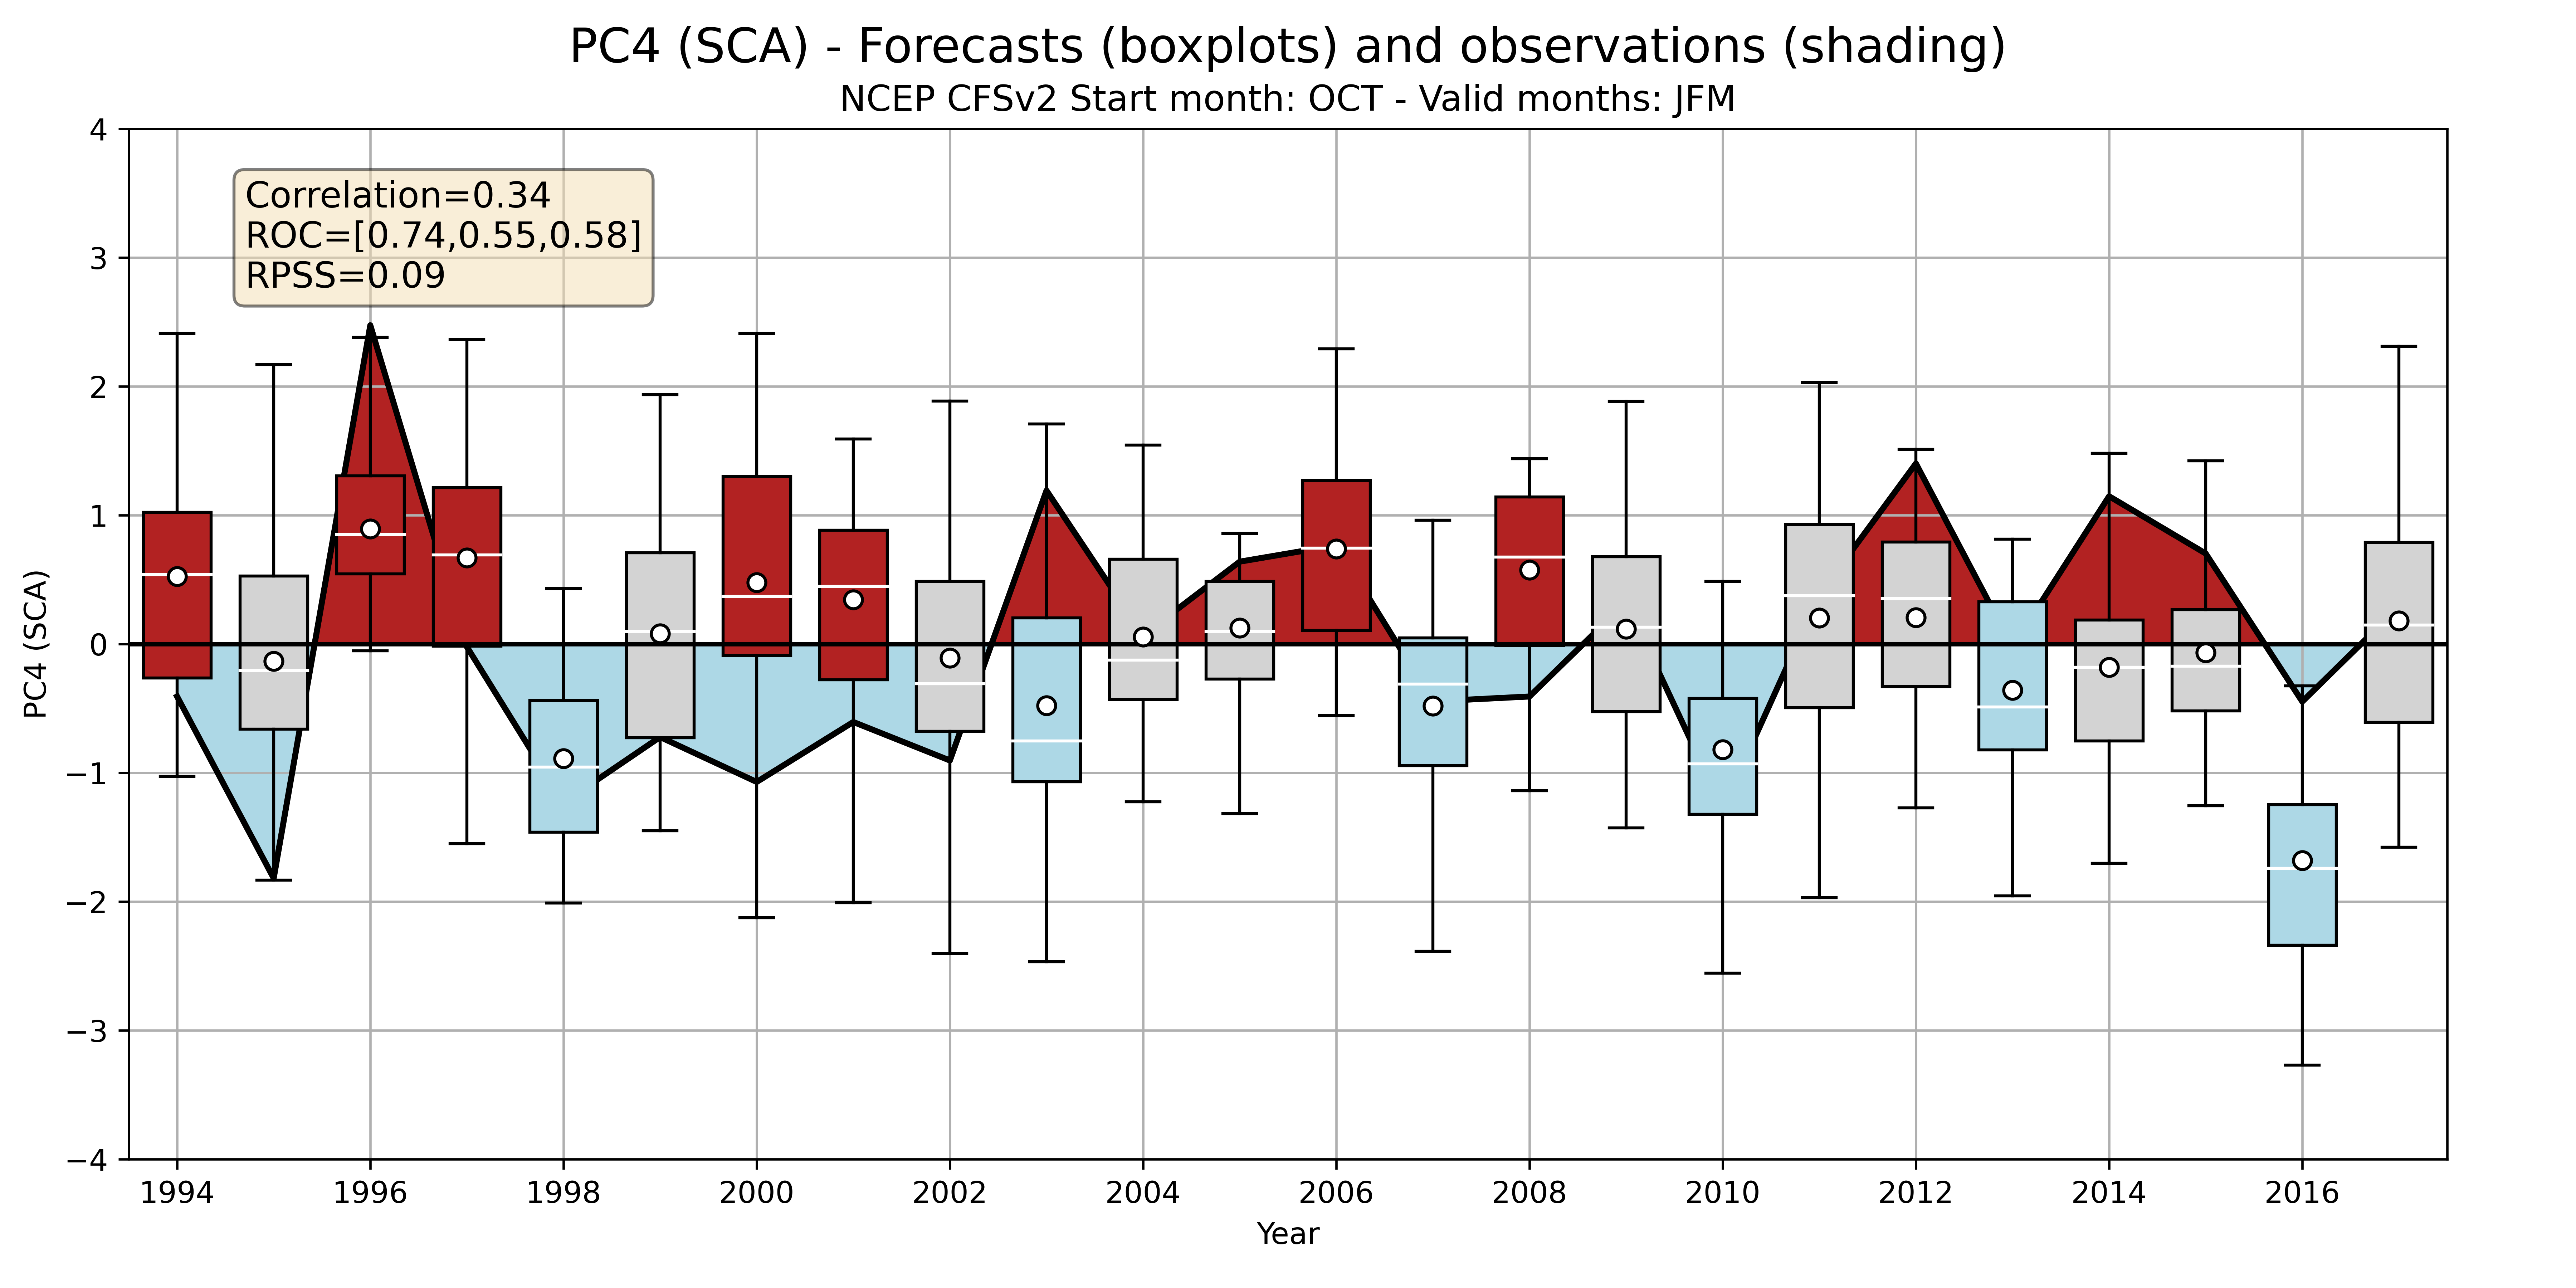 PC4 (SCA) - Forecasts (boxplots) and observations (shading)
NCEP CFSv2 Start month: OCT - Valid months: JFM
Correlation=0.34
ROC=[0.74,0.55,0.58]
RPSS=0.09
PC4 (SCA)
4
3
2
1
0
−1
−2
−3
−4
1994 1996 1998 2000 2002 2004 2006 2008 2010 2012 2014 2016
Year